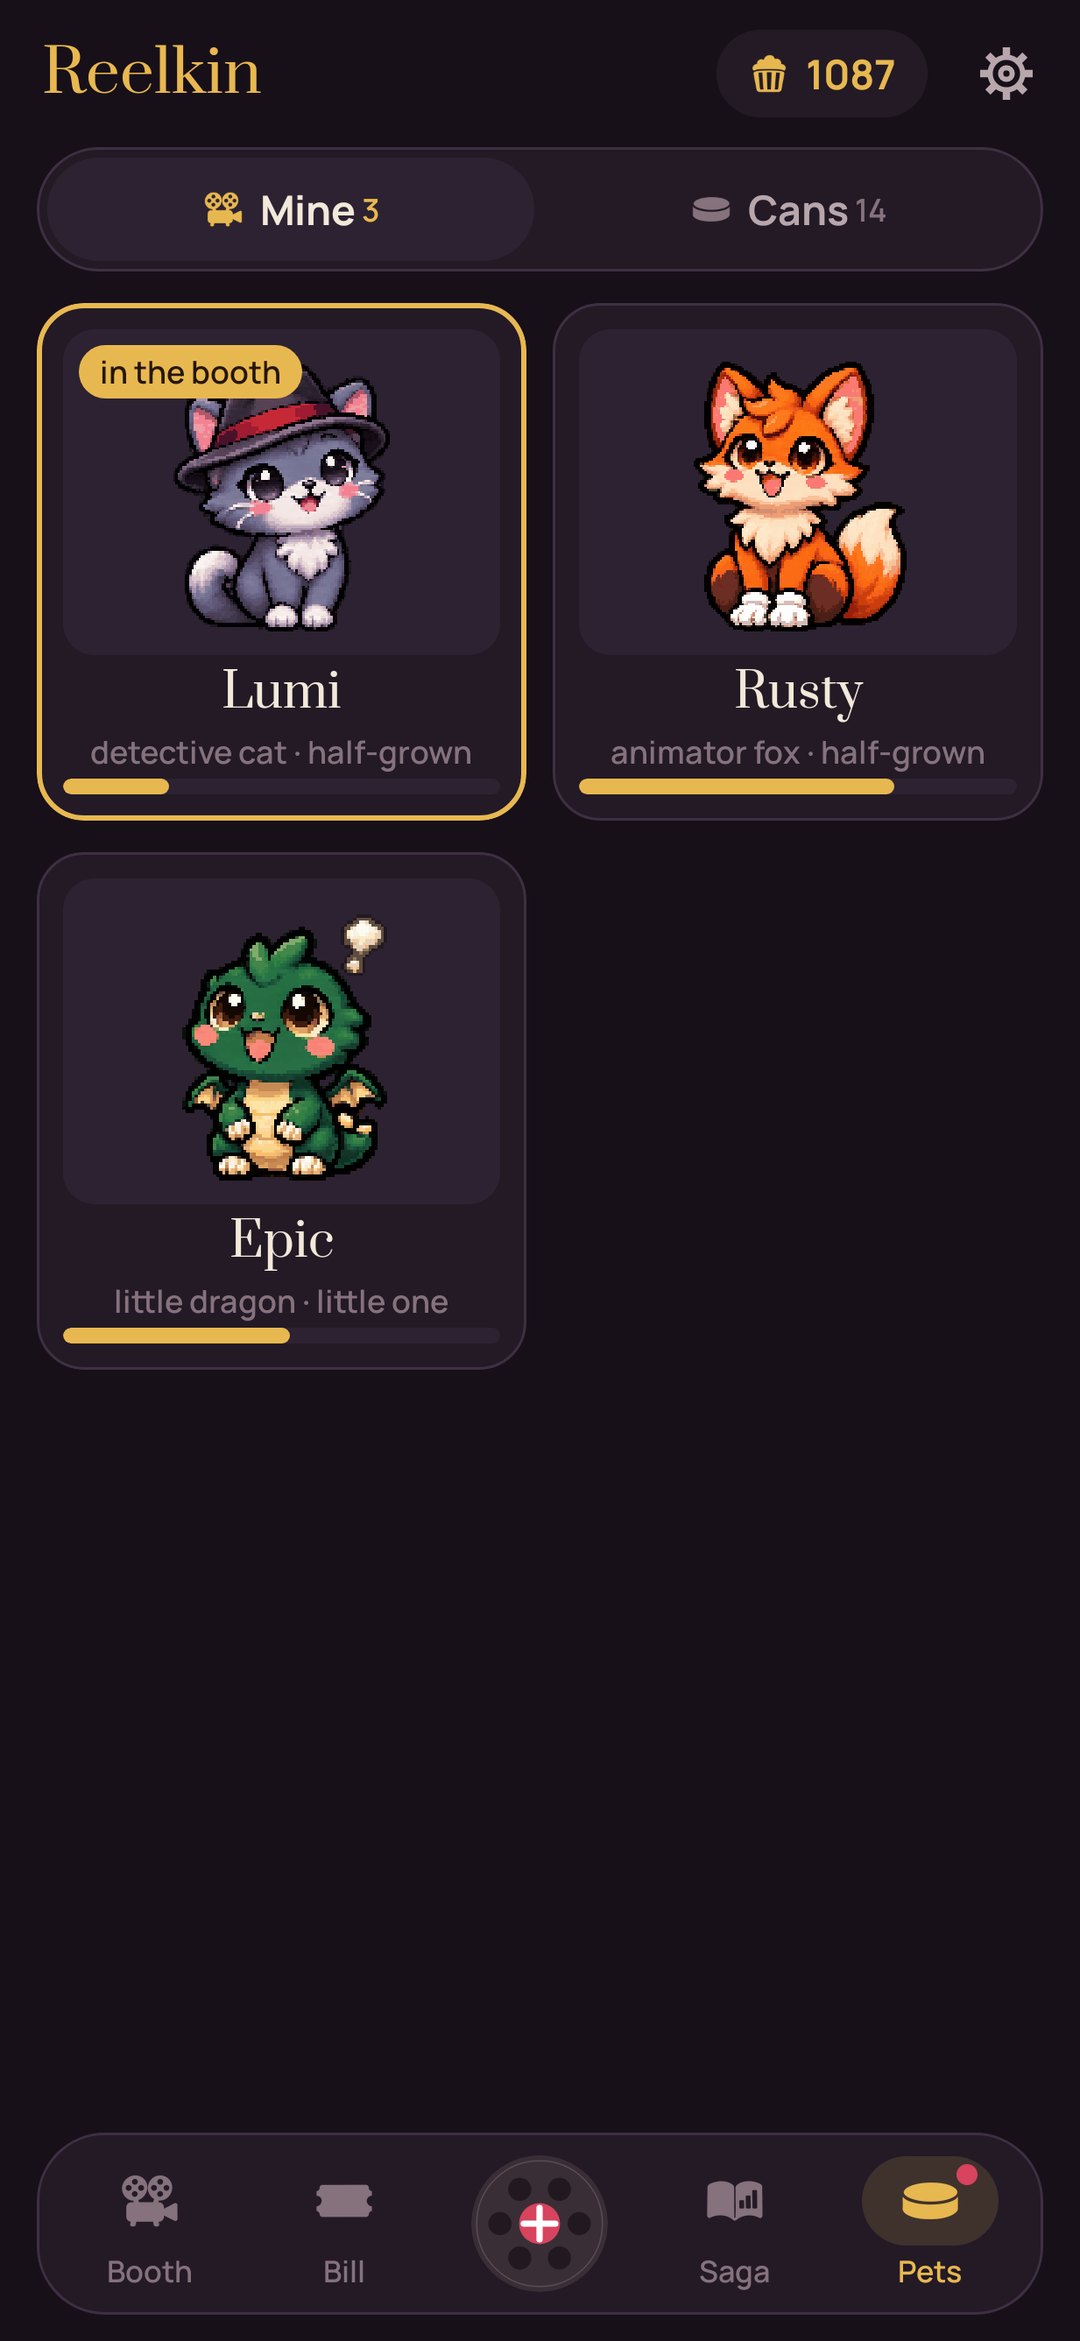 Reelkin
1087
Mine 3
Cans 14
in the booth
Lumi
detective cat · half-grown
Rusty
animator fox · half-grown
Epic
little dragon · little one
Booth
Bill
Saga
Pets